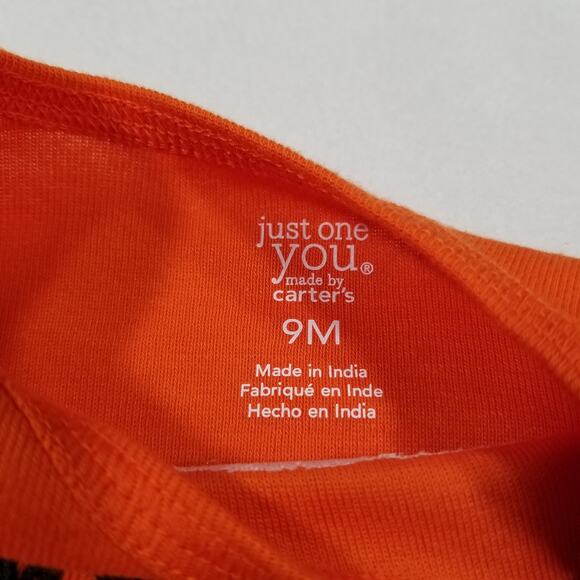 just one
you®
made by
carter's
9M
Made in India
Fabriqué en Inde
Hecho en India